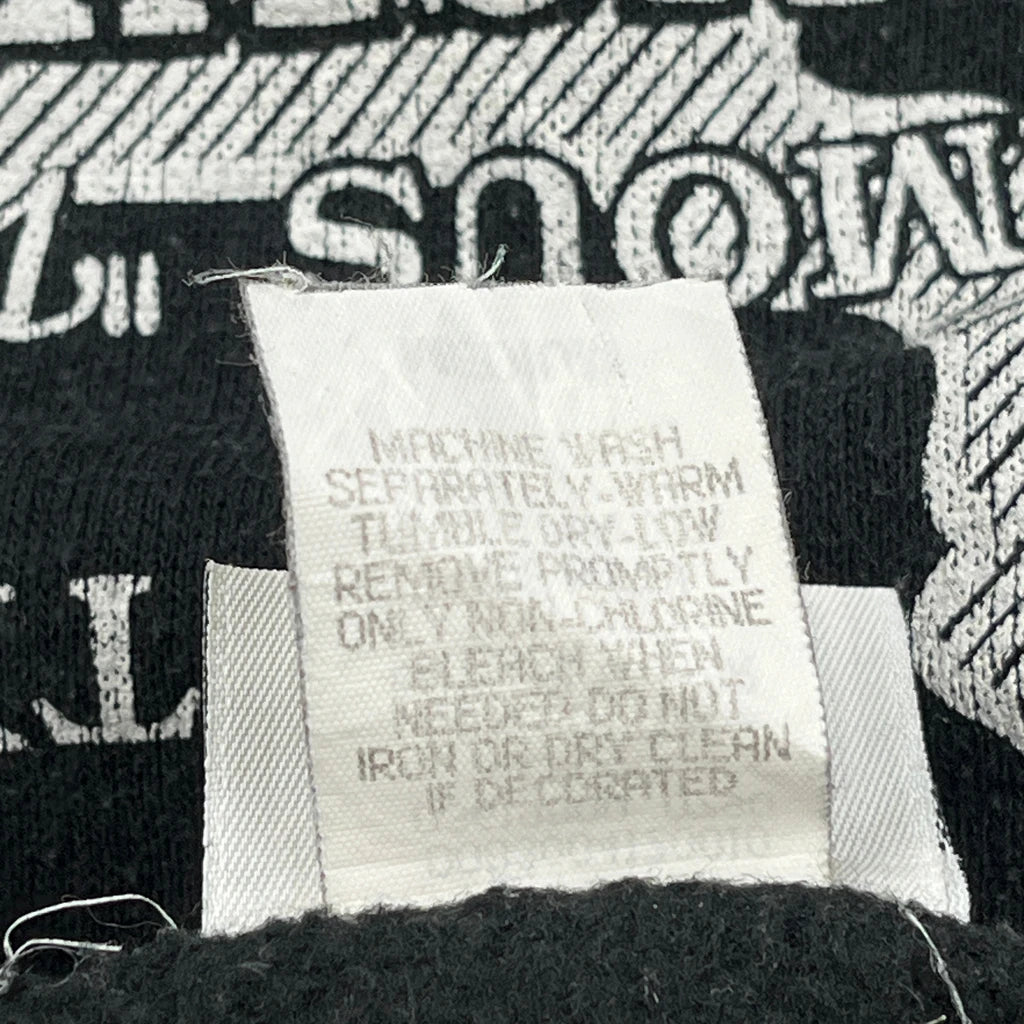 MOUS
MACHINE WASH
SEPARATELY-WARM
TUMBLE DRY-LOW
REMOVE PROMPTLY
ONLY NON-CHLORINE
BLEACH WHEN
NEEDED-DO NOT
IRON OR DRY CLEAN
IF DECORATED